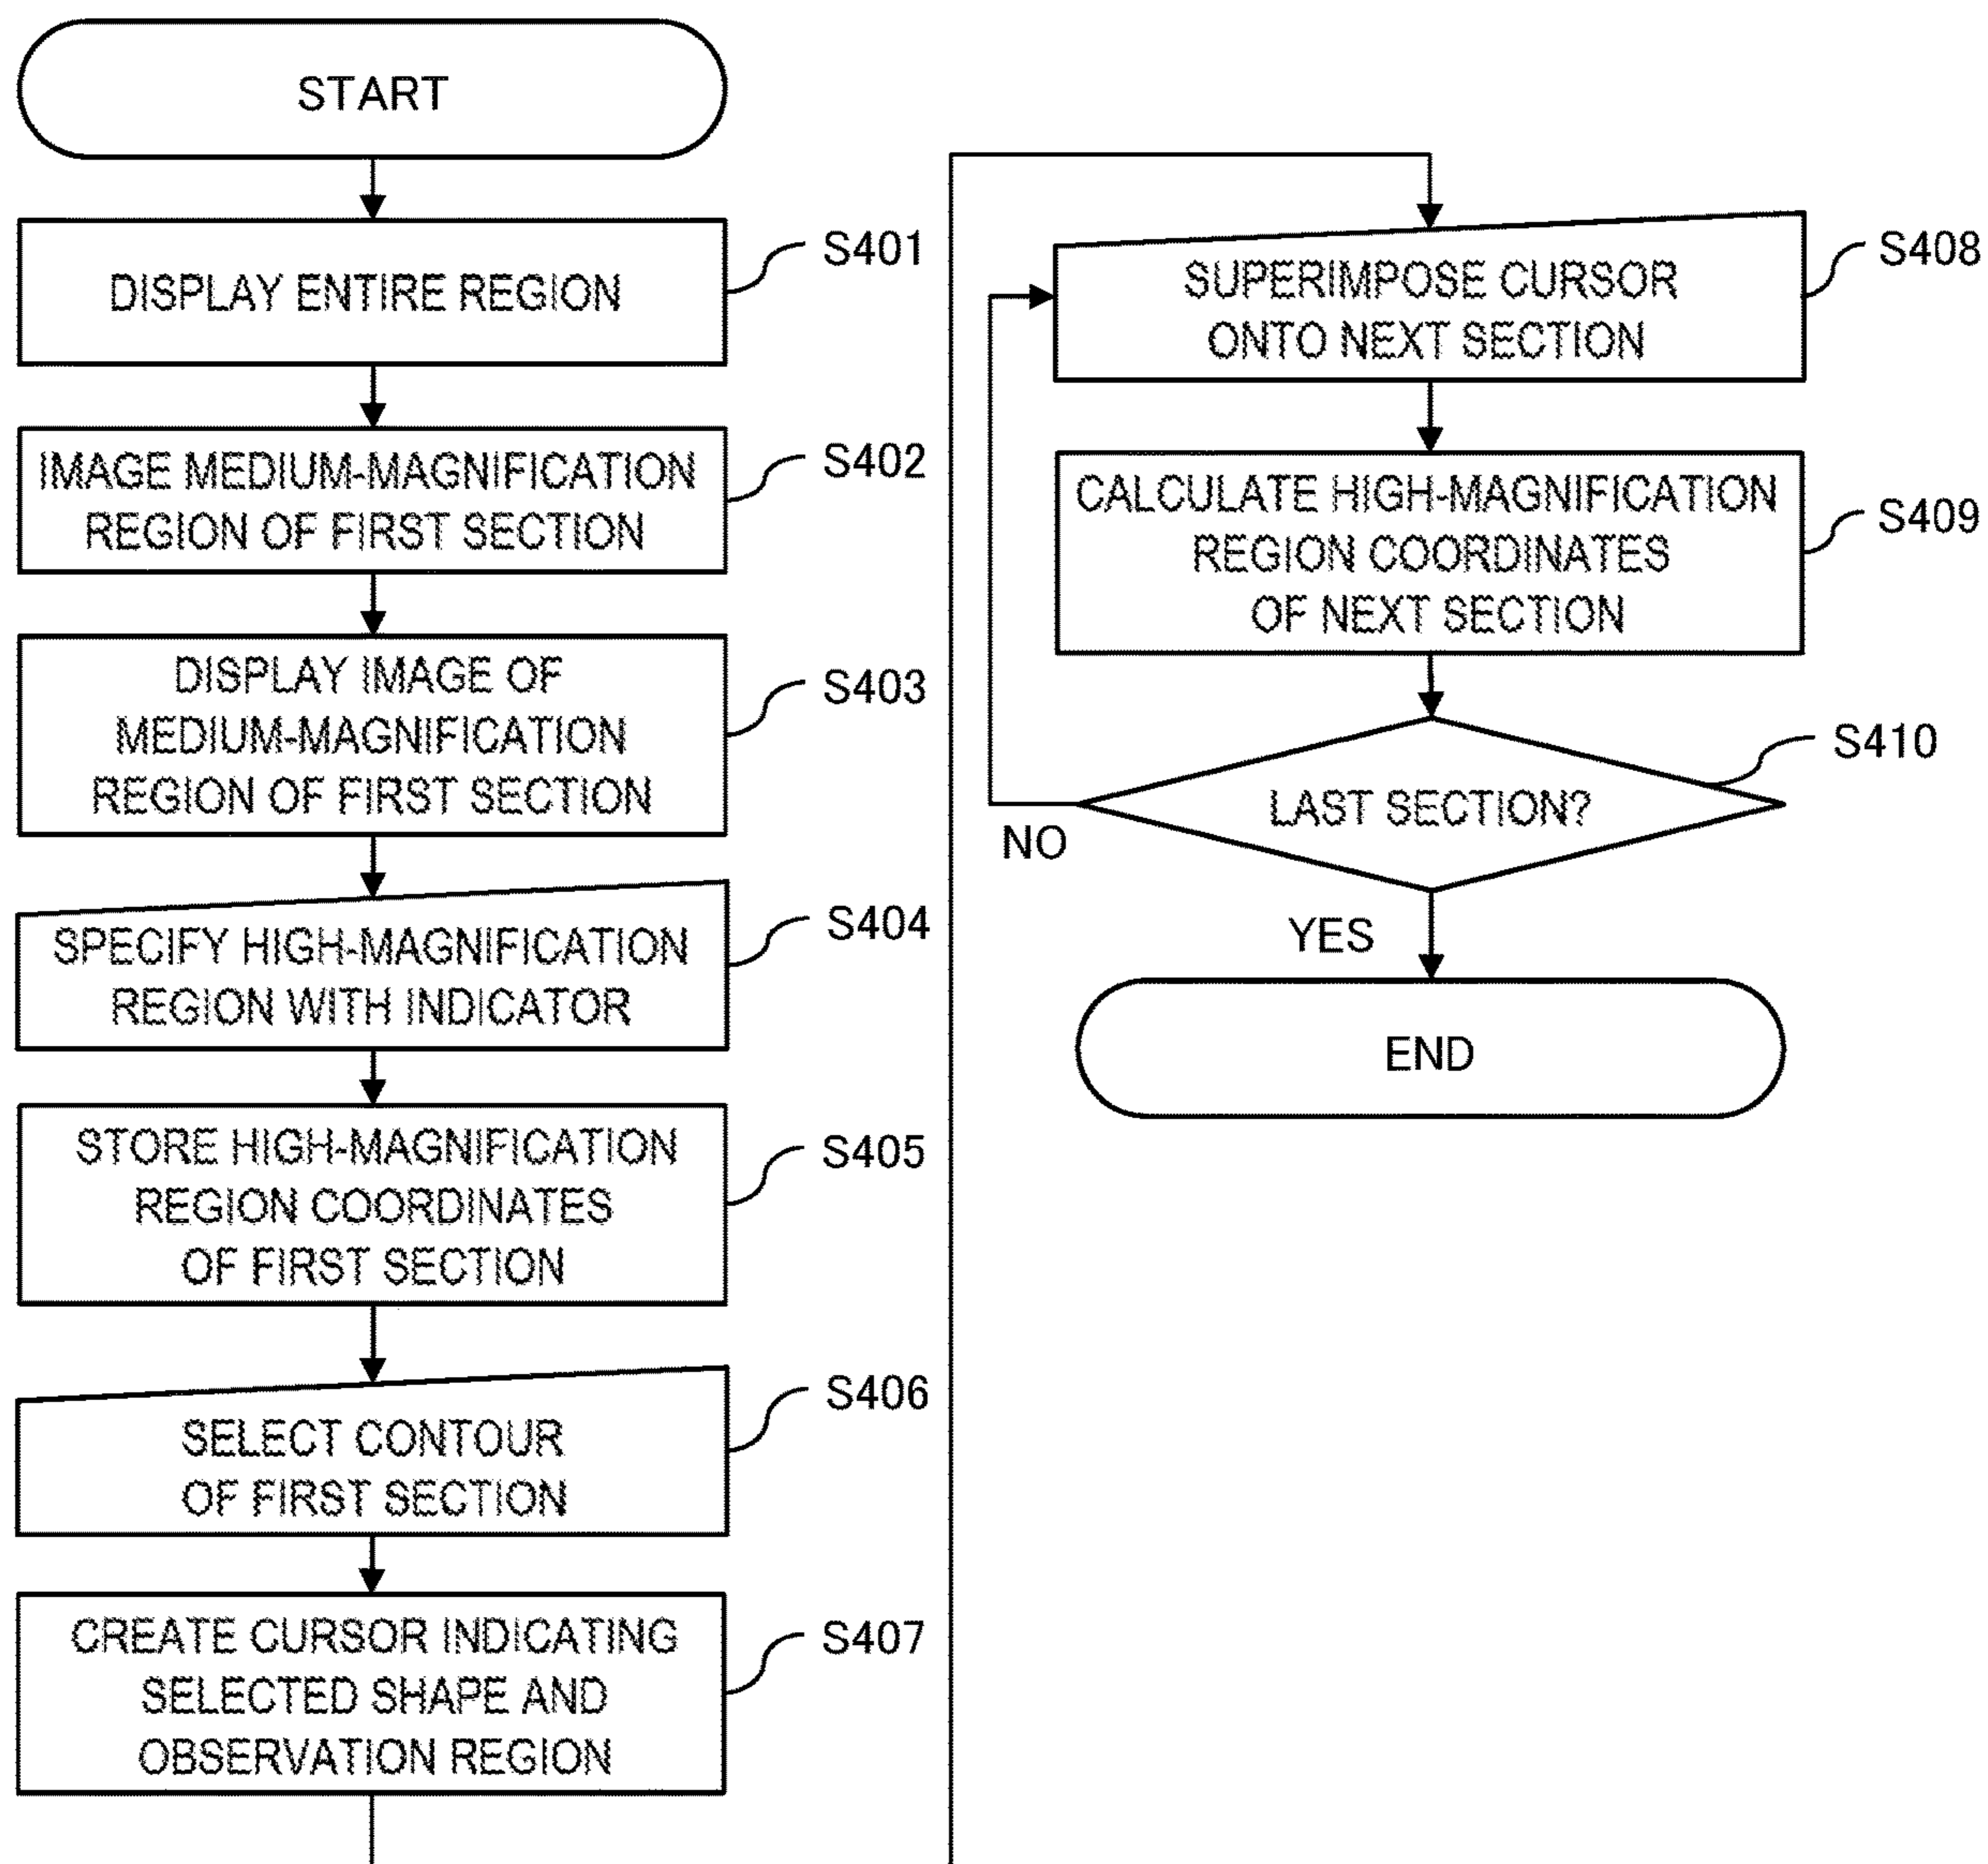 START
DISPLAY ENTIRE REGION
S401
IMAGE MEDIUM-MAGNIFICATION
REGION OF FIRST SECTION
S402
DISPLAY IMAGE OF
MEDIUM-MAGNIFICATION
REGION OF FIRST SECTION
S403
SPECIFY HIGH-MAGNIFICATION
REGION WITH INDICATOR
S404
STORE HIGH-MAGNIFICATION
REGION COORDINATES
OF FIRST SECTION
S405
SELECT CONTOUR
OF FIRST SECTION
S406
CREATE CURSOR INDICATING
SELECTED SHAPE AND
OBSERVATION REGION
S407
SUPERIMPOSE CURSOR
ONTO NEXT SECTION
S408
CALCULATE HIGH-MAGNIFICATION
REGION COORDINATES
OF NEXT SECTION
S409
LAST SECTION?
S410
NO
YES
END